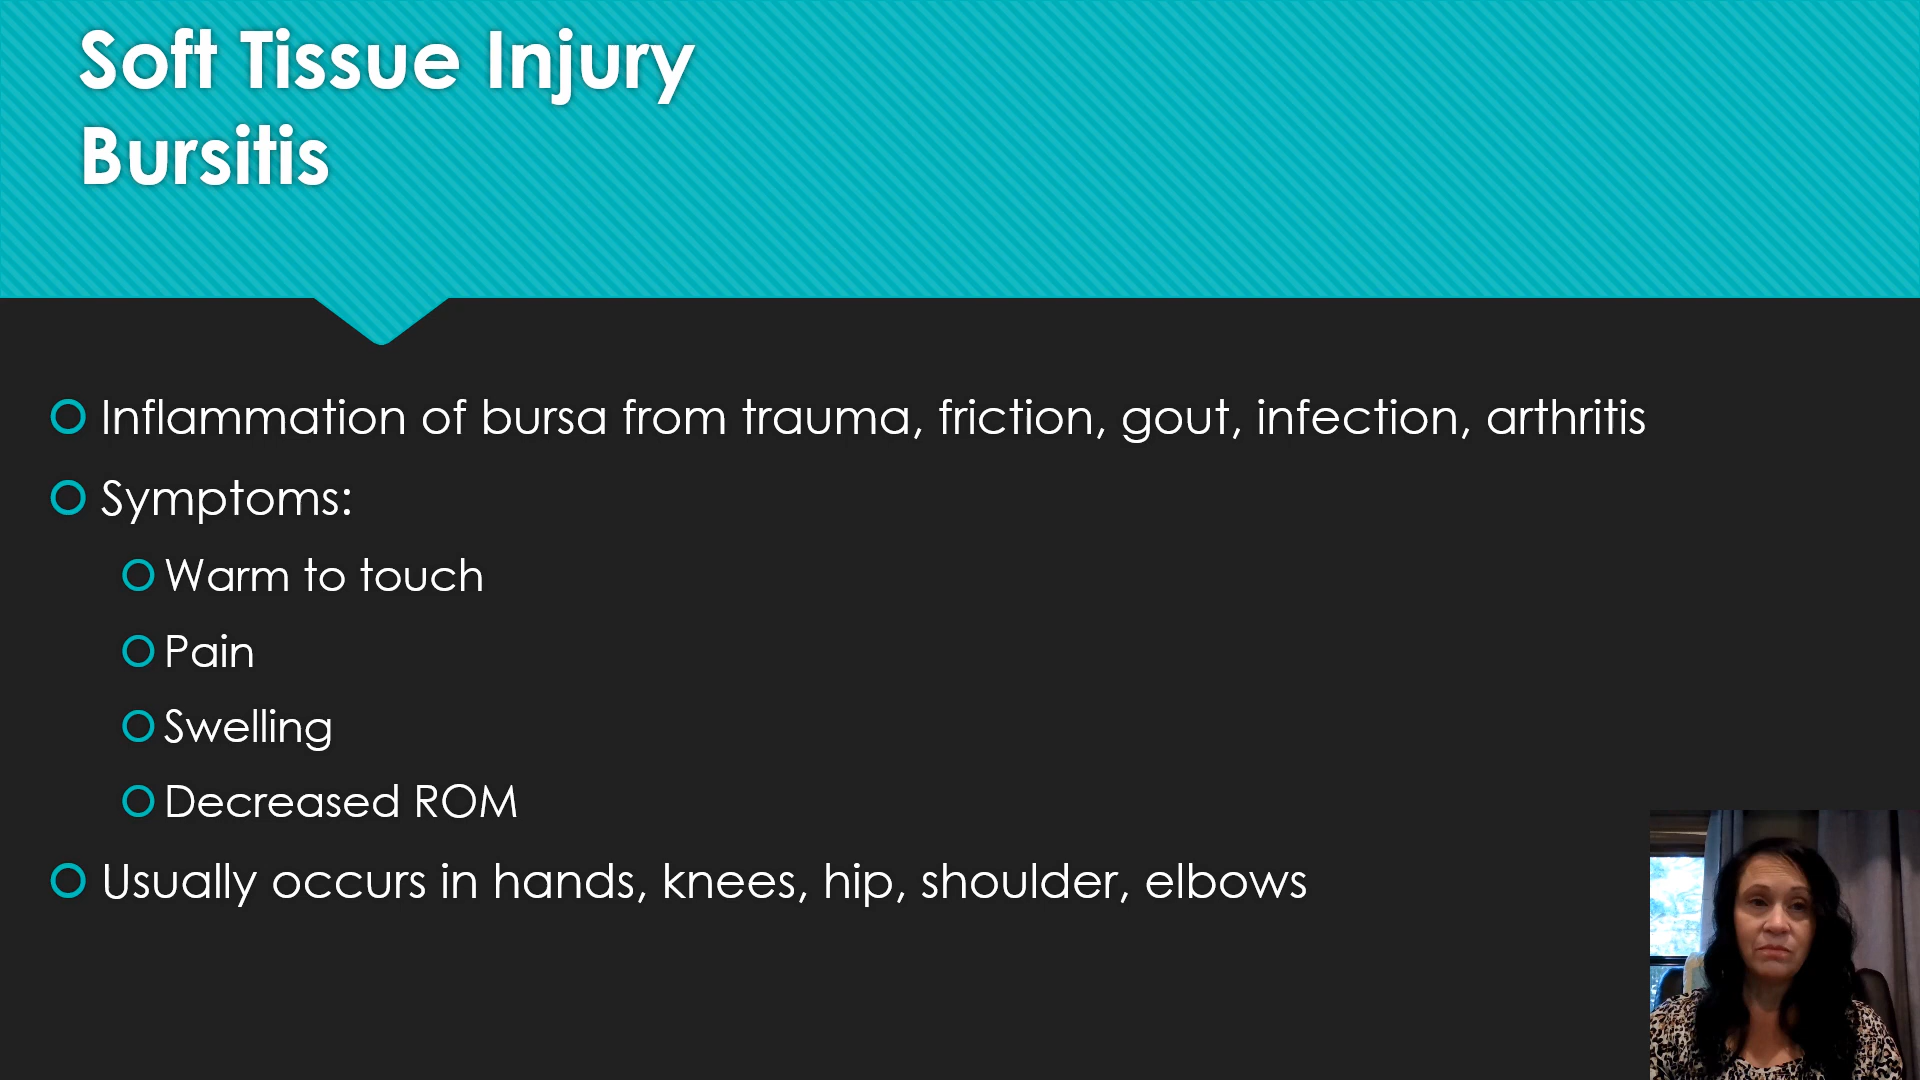 Soft Tissue Injury
Bursitis
Inflammation of bursa from trauma, friction, gout, infection, arthritis
Symptoms:
Warm to touch
Pain
Swelling
Decreased ROM
Usually occurs in hands, knees, hip, shoulder, elbows